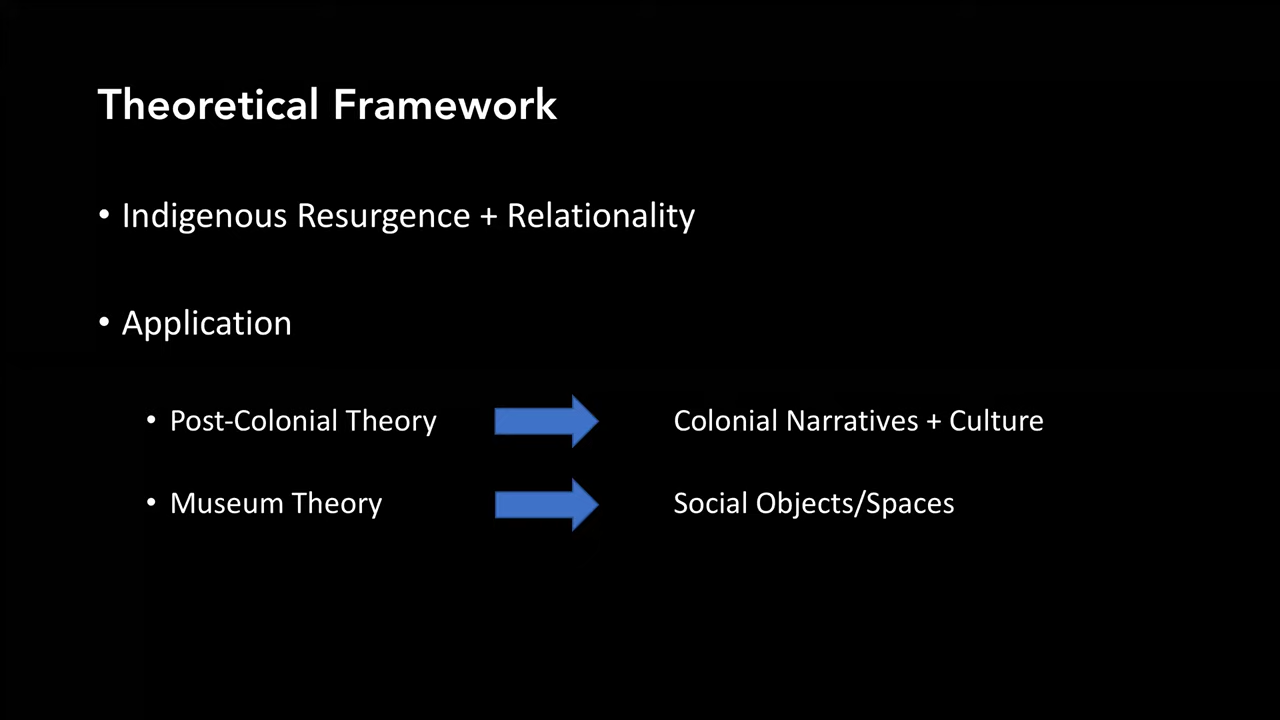 Theoretical Framework
• Indigenous Resurgence + Relationality
• Application
• Post-Colonial Theory Colonial Narratives + Culture
• Museum Theory Social Objects/Spaces